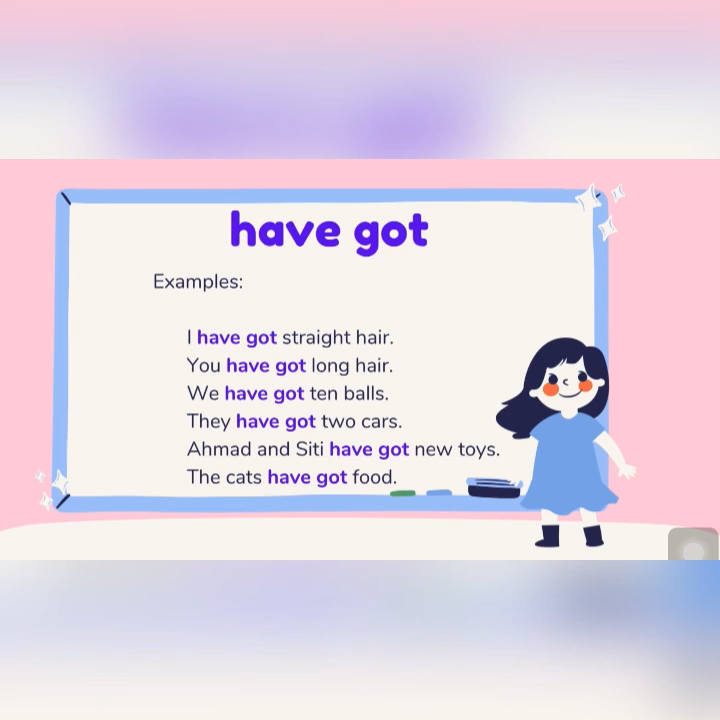 have got
Examples:
I have got straight hair.
You have got long hair.
We have got ten balls.
They have got two cars.
Ahmad and Siti have got new toys.
The cats have got food.